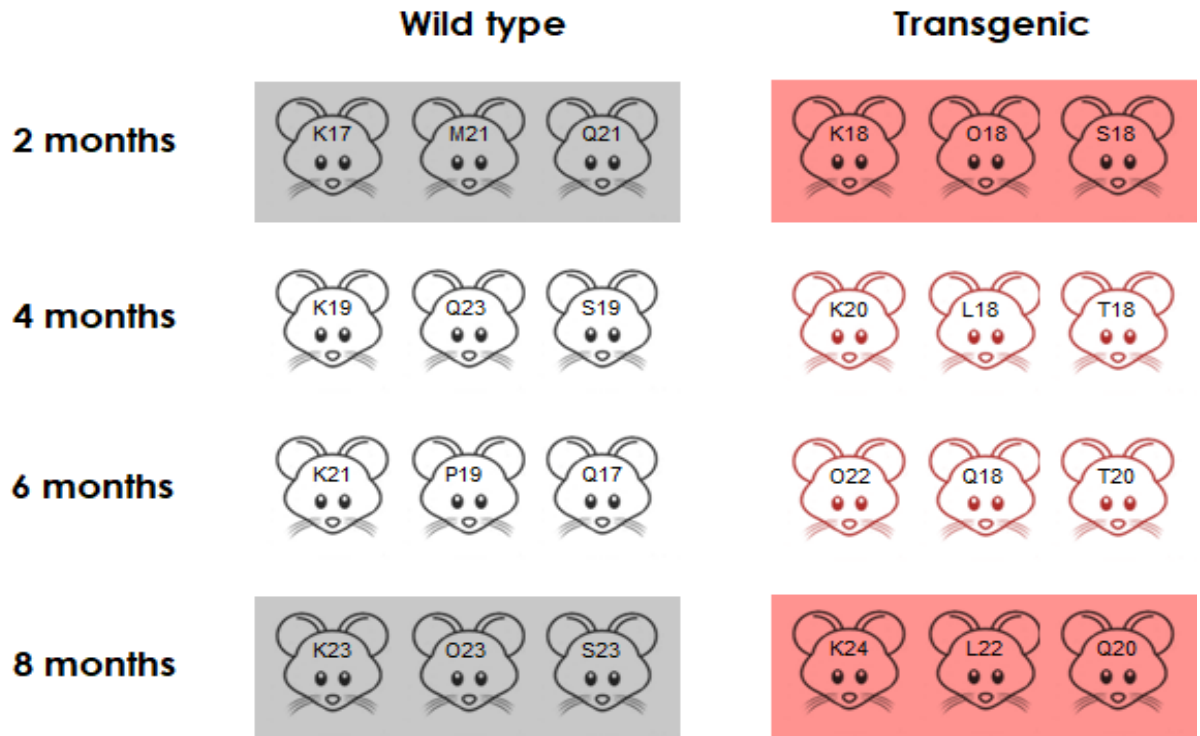 Wild type Transgenic
2 months K17 M21 Q21 K18 O18 S18
4 months K19 Q23 S19 K20 L18 T18
6 months K21 P19 Q17 O22 Q18 T20
8 months K23 O23 S23 K24 L22 Q20